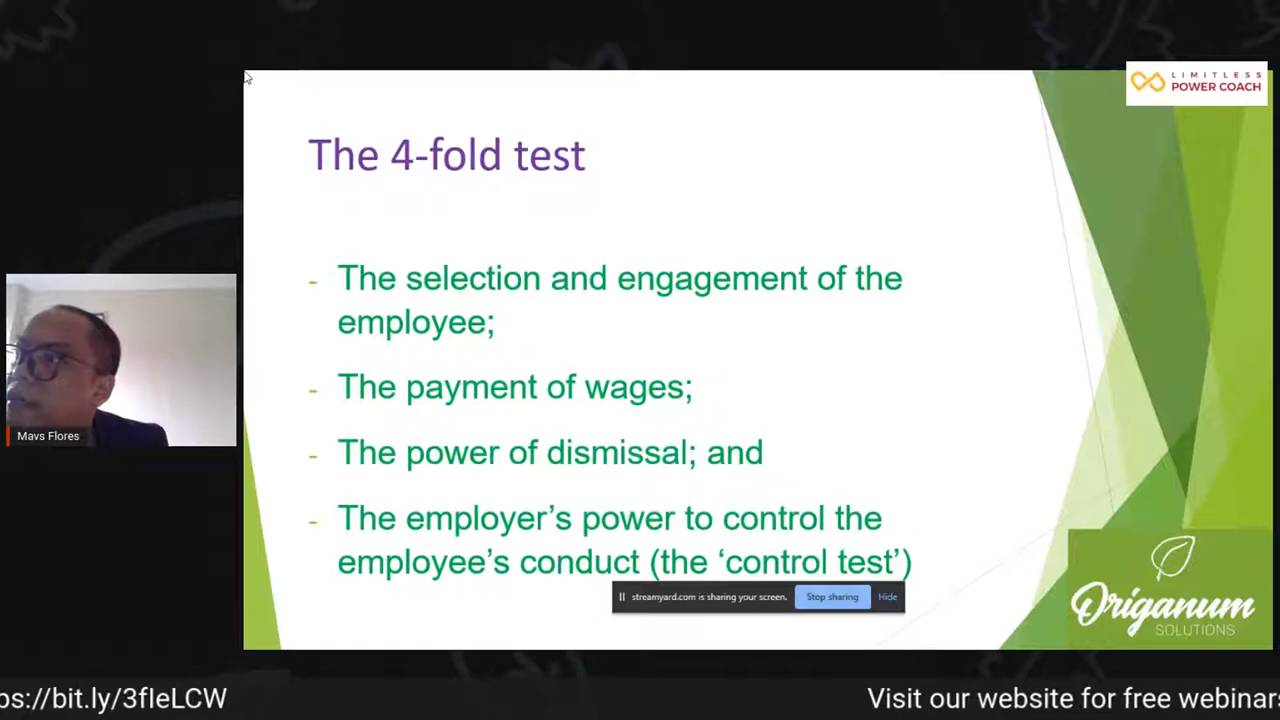 LIMITLESS
POWER COACH
The 4-fold test
- The selection and engagement of the
employee;
- The payment of wages;
- The power of dismissal; and
- The employer's power to control the
employee's conduct (the 'control test')
Mavs Flores
streamyard.com is sharing your screen. Stop sharing Hide
Origanum
SOLUTIONS
ps://bit.ly/3fIeLCW Visit our website for free webinars